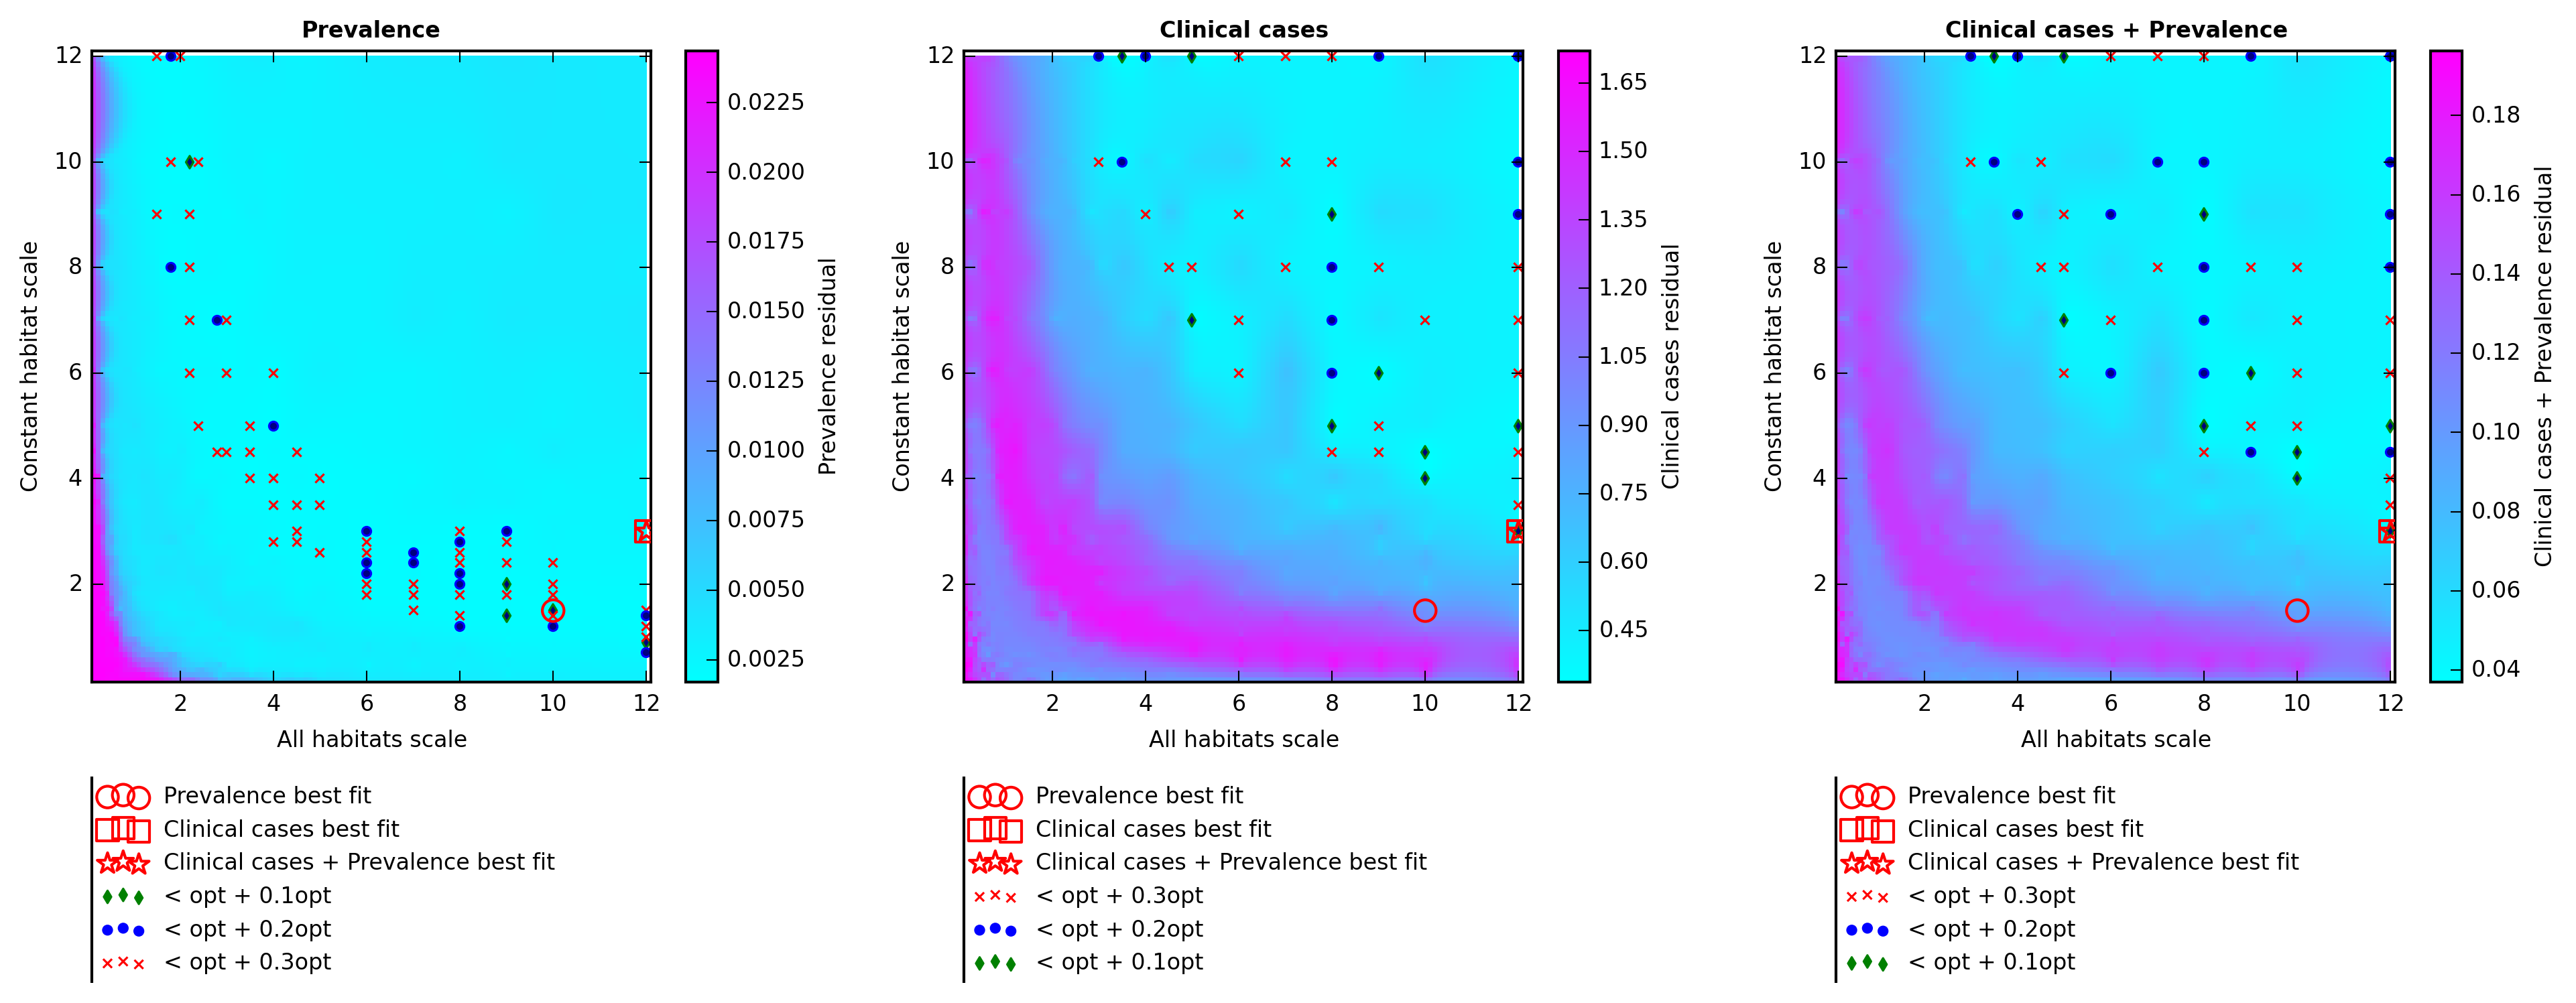 Prevalence
12
10
8
6
4
2
Constant habitat scale
2 4 6 8 10 12
All habitats scale
0.0225
0.0200
0.0175
0.0150
0.0125
0.0100
0.0075
0.0050
0.0025
Prevalence residual
Prevalence best fit
Clinical cases best fit
Clinical cases + Prevalence best fit
< opt + 0.1opt
< opt + 0.2opt
< opt + 0.3opt
Clinical cases
12
10
8
6
4
2
Constant habitat scale
2 4 6 8 10 12
All habitats scale
1.65
1.50
1.35
1.20
1.05
0.90
0.75
0.60
0.45
Clinical cases residual
Prevalence best fit
Clinical cases best fit
Clinical cases + Prevalence best fit
< opt + 0.3opt
< opt + 0.2opt
< opt + 0.1opt
Clinical cases + Prevalence
12
10
8
6
4
2
Constant habitat scale
2 4 6 8 10 12
All habitats scale
0.18
0.16
0.14
0.12
0.10
0.08
0.06
0.04
Clinical cases + Prevalence residual
Prevalence best fit
Clinical cases best fit
Clinical cases + Prevalence best fit
< opt + 0.3opt
< opt + 0.2opt
< opt + 0.1opt